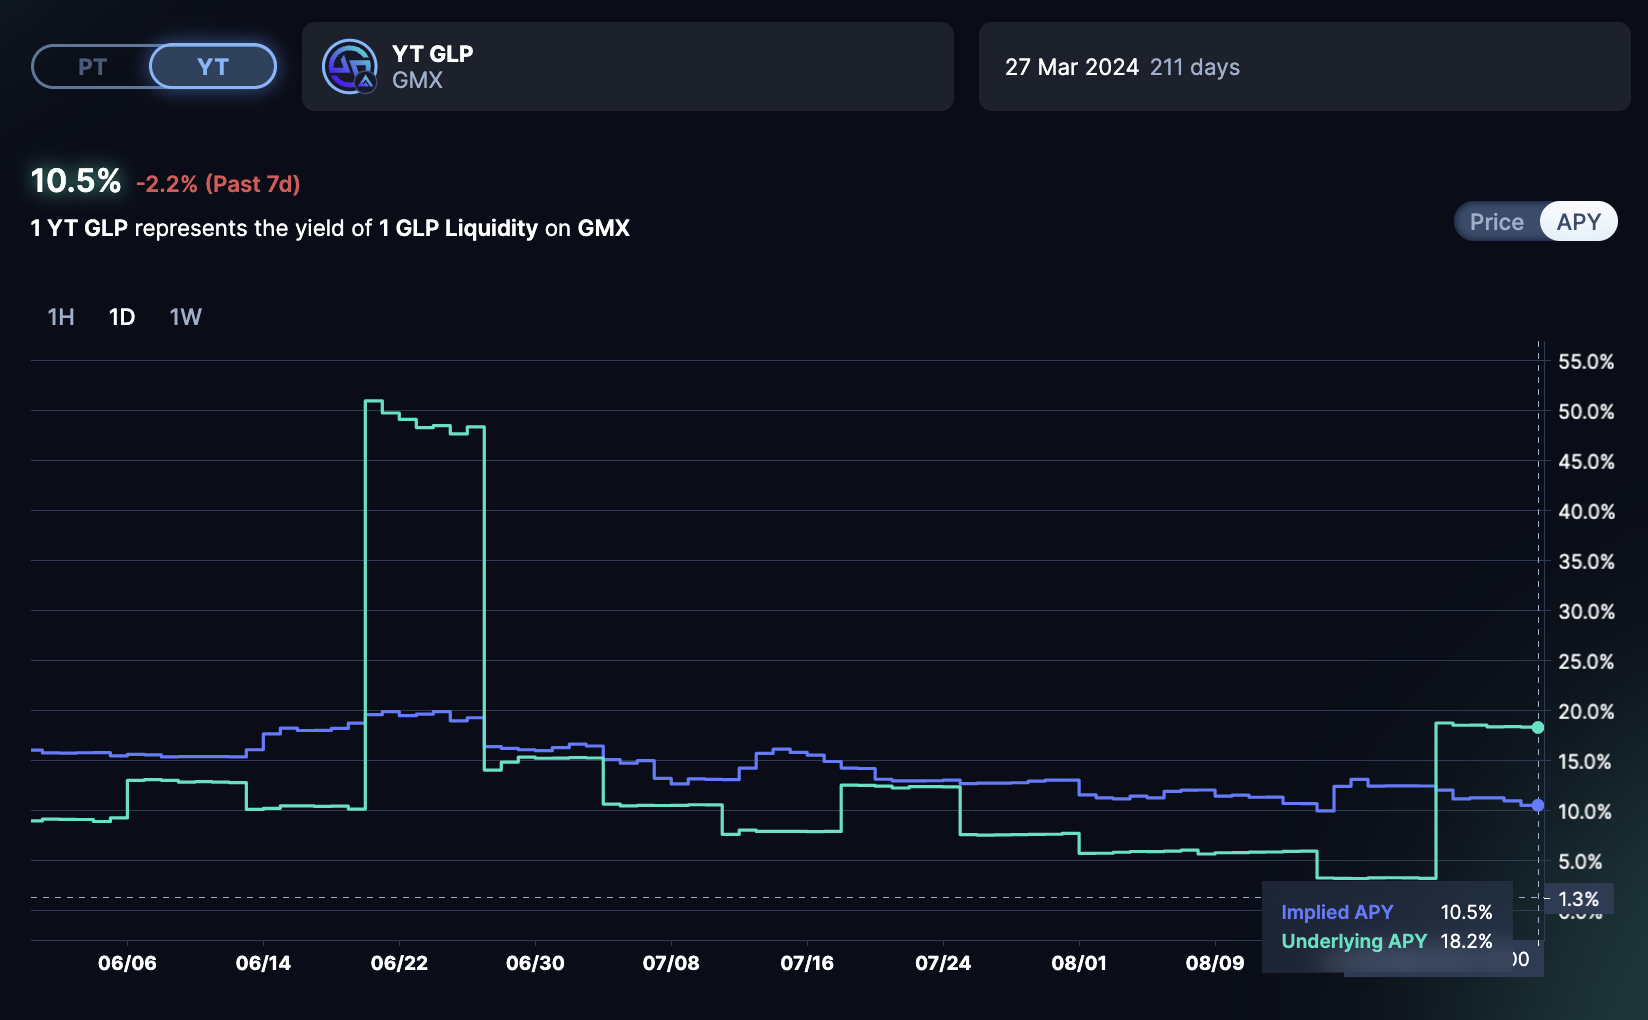 PT YT
YT GLP
GMX
27 Mar 2024 211 days
10.5% -2.2% (Past 7d)
1 YT GLP represents the yield of 1 GLP Liquidity on GMX
Price APY
1H 1D 1W
55.0%
50.0%
45.0%
40.0%
35.0%
30.0%
25.0%
20.0%
15.0%
10.0%
5.0%
1.3%
Implied APY 10.5%
Underlying APY 18.2%
06/06 06/14 06/22 06/30 07/08 07/16 07/24 08/01 08/09